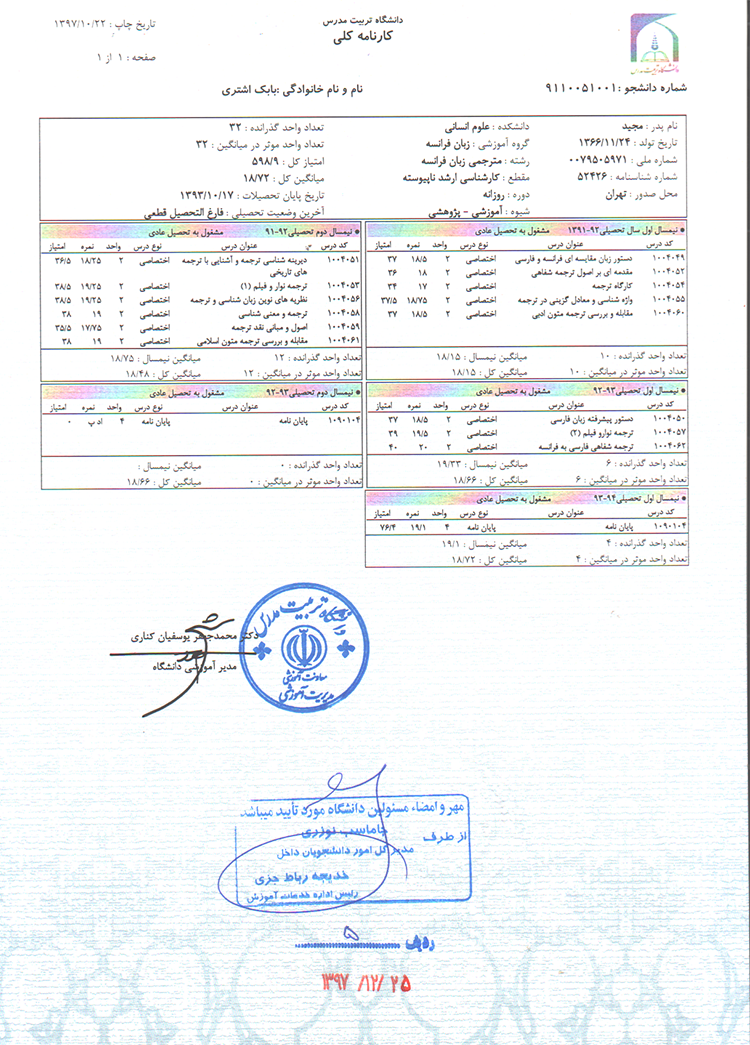 دانشگاه تربیت مدرس
کارنامه کلی
تاریخ چاپ : ۱۳۹۷/۱۰/۲۲
صفحه : ۱ از ۱
دانشگاه تربیت مدرس
شماره دانشجو : ۹۱۱۰۰۵۱۰۰۱
نام و نام خانوادگی :بابک اشتری
نام پدر : مجید
تاریخ تولد : ۱۳۶۶/۱۱/۲۴
شماره ملی : ۰۰۷۹۵۰۵۹۷۱
شماره شناسنامه : ۵۲۴۲۶
محل صدور : تهران
دانشکده : علوم انسانی
گروه آموزشی : زبان فرانسه
رشته : مترجمی زبان فرانسه
مقطع : کارشناسی ارشد ناپیوسته
دوره : روزانه
شیوه : آموزشی - پژوهشی
تعداد واحد گذرانده : ۳۲
تعداد واحد موثر در میانگین : ۳۲
امتیاز کل : ۵۹۸/۹
میانگین کل : ۱۸/۷۲
تاریخ پایان تحصیلات : ۱۳۹۳/۱۰/۱۷
آخرین وضعیت تحصیلی : فارغ التحصیل قطعی
نیمسال اول سال تحصیلی ۹۲-۱۳۹۱ مشغول به تحصیل عادی
کد درس عنوان درس نوع درس واحد نمره امتیاز
۱۰۰۴۰۴۹ دستور زبان مقایسه ای فرانسه و فارسی اختصاصی ۲ ۱۸/۵ ۳۷
۱۰۰۴۰۵۲ مقدمه ای بر اصول ترجمه شفاهی اختصاصی ۲ ۱۸ ۳۶
۱۰۰۴۰۵۴ کارگاه ترجمه اختصاصی ۲ ۱۷ ۳۴
۱۰۰۴۰۵۵ واژه شناسی و معادل گزینی در ترجمه اختصاصی ۲ ۱۸/۷۵ ۳۷/۵
۱۰۰۴۰۶۰ مقابله و بررسی ترجمه متون ادبی اختصاصی ۲ ۱۸/۵ ۳۷
تعداد واحد گذرانده : ۱۰ میانگین نیمسال : ۱۸/۱۵
تعداد واحد موثر در میانگین : ۱۰ میانگین کل : ۱۸/۱۵
نیمسال دوم تحصیلی ۹۲-۹۱ مشغول به تحصیل عادی
کد درس عنوان درس نوع درس واحد نمره امتیاز
۱۰۰۴۰۵۱ دیرینه شناسی ترجمه و آشنایی با ترجمه اختصاصی ۲ ۱۸/۲۵ ۳۶/۵
های تاریخی
۱۰۰۴۰۵۳ ترجمه نوار و فیلم (۱) اختصاصی ۲ ۱۹/۲۵ ۳۸/۵
۱۰۰۴۰۵۶ نظریه های نوین زبان شناسی و ترجمه اختصاصی ۲ ۱۹/۲۵ ۳۸/۵
۱۰۰۴۰۵۸ ترجمه و معنی شناسی اختصاصی ۲ ۱۹ ۳۸
۱۰۰۴۰۵۹ اصول و مبانی نقد ترجمه اختصاصی ۲ ۱۷/۷۵ ۳۵/۵
۱۰۰۴۰۶۱ مقابله و بررسی ترجمه متون اسلامی اختصاصی ۲ ۱۹ ۳۸
تعداد واحد گذرانده : ۱۲ میانگین نیمسال : ۱۸/۷۵
تعداد واحد موثر در میانگین : ۱۲ میانگین کل : ۱۸/۴۸
نیمسال اول تحصیلی ۹۳-۹۲ مشغول به تحصیل عادی
کد درس عنوان درس نوع درس واحد نمره امتیاز
۱۰۰۴۰۵۰ دستور پیشرفته زبان فارسی اختصاصی ۲ ۱۸/۵ ۳۷
۱۰۰۴۰۵۷ ترجمه نوارو فیلم (۲) اختصاصی ۲ ۱۹/۵ ۳۹
۱۰۰۴۰۶۲ ترجمه شفاهی فارسی به فرانسه اختصاصی ۲ ۲۰ ۴۰
تعداد واحد گذرانده : ۶ میانگین نیمسال : ۱۹/۳۳
تعداد واحد موثر در میانگین : ۶ میانگین کل : ۱۸/۶۶
نیمسال دوم تحصیلی ۹۳-۹۲ مشغول به تحصیل عادی
کد درس عنوان درس نوع درس واحد نمره امتیاز
۱۰۹۰۱۰۴ پایان نامه پایان نامه ۴ ا د پ ۰
تعداد واحد گذرانده : ۰ میانگین نیمسال :
تعداد واحد موثر در میانگین : ۰ میانگین کل : ۱۸/۶۶
نیمسال اول تحصیلی ۹۴-۹۳ مشغول به تحصیل عادی
کد درس عنوان درس نوع درس واحد نمره امتیاز
۱۰۹۰۱۰۴ پایان نامه پایان نامه ۴ ۱۹/۱ ۷۶/۴
تعداد واحد گذرانده : ۴ میانگین نیمسال : ۱۹/۱
تعداد واحد موثر در میانگین : ۴ میانگین کل : ۱۸/۷۲
دانشگاه تربیت مدرس
معاونت آموزشی
مدیریت آموزشی
دکتر محمدجعفر یوسفیان کناری
مدیر آموزشی دانشگاه
مهر و امضاء مسئولین دانشگاه مورد تأیید میباشد
از طرف
جاماسب نوذری
مدیر کل امور دانشجویان داخل
خدیجه رباط جزی
رئیس اداره خدمات آموزش
ردیف ۵
۱۳۹۷/۱۲/۲۵